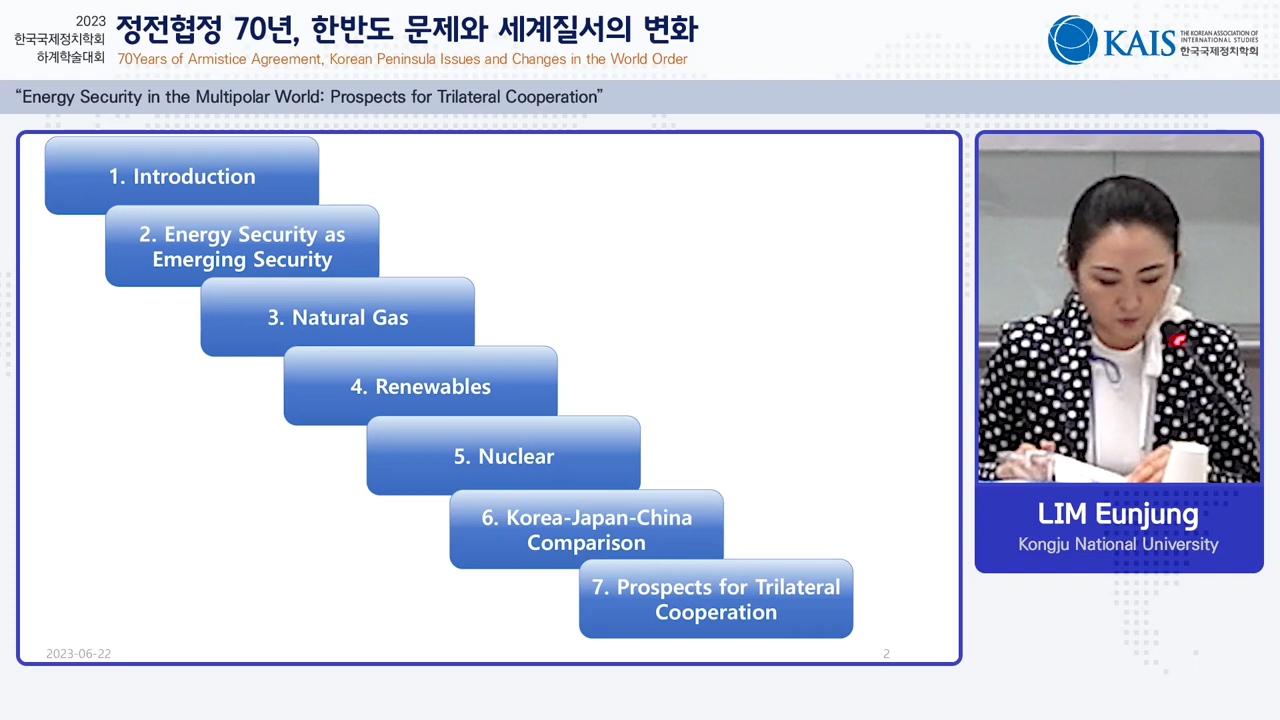 2023
한국국제정치학회
하계학술대회
정전협정 70년, 한반도 문제와 세계질서의 변화
70Years of Armistice Agreement, Korean Peninsula Issues and Changes in the World Order
KAIS
THE KOREAN ASSOCIATION OF
INTERNATIONAL STUDIES
한국국제정치학회
“Energy Security in the Multipolar World: Prospects for Trilateral Cooperation”
1. Introduction
2. Energy Security as
Emerging Security
3. Natural Gas
4. Renewables
5. Nuclear
6. Korea-Japan-China
Comparison
7. Prospects for Trilateral
Cooperation
2023-06-22
2
LIM Eunjung
Kongju National University